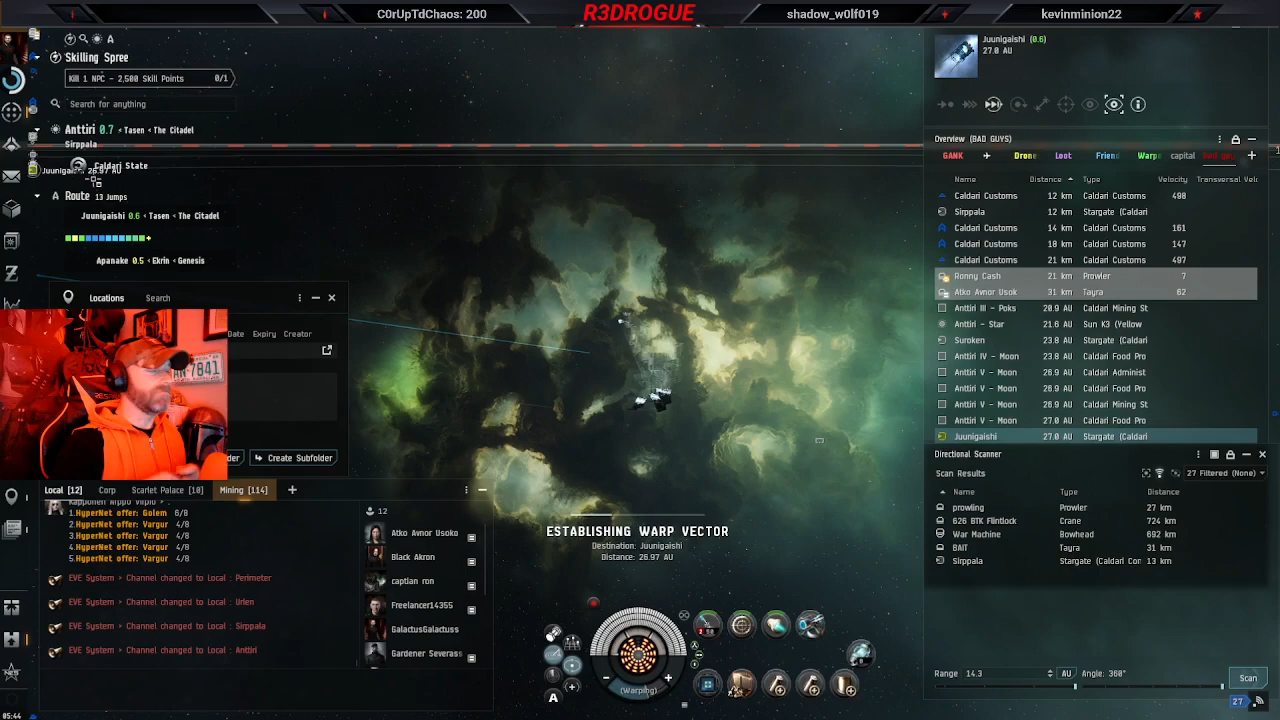 C0rUpTdChaos: 200
R3DROGUE
shadow_w0lf019
kevinminion22
A
Skilling Spree
Kill 1 NPC - 2,500 Skill Points 0/1
Search for anything
Anttiri 0.7 < Tasen < The Citadel
Sirppala
Caldari State
Juunigaishi 26.97 AU
Route 13 Jumps
Juunigaishi 0.6 < Tasen < The Citadel
Apanake 0.5 < Ekrin < Genesis
Locations Search
Date Expiry Creator
Create Subfolder
7841
Local [12] Corp Scarlet Palace [10] Mining [114]
1.HyperNet offer: Golem 6/8
2.HyperNet offer: Vargur 4/8
3.HyperNet offer: Vargur 4/8
4.HyperNet offer: Vargur 4/8
5.HyperNet offer: Vargur 4/8
EVE System > Channel changed to Local : Perimeter
EVE System > Channel changed to Local : Urlen
EVE System > Channel changed to Local : Sirppala
EVE System > Channel changed to Local : Anttiri
12
Atko Avnor Usoko
Black Akron
captian ron
Freelancer14355
GalactusGalactuss
Gardener Severass
05:44
ESTABLISHING WARP VECTOR
Destination: Juunigaishi
Distance: 26.97 AU
(Warping)
A
Juunigaishi (0.6)
27.0 AU
Overview (BAD GUYS)
GANK Drone Loot Friend Warp capital
Name Distance Type Velocity Transversal Velo
Caldari Customs 12 km Caldari Customs 498
Sirppala 12 km Stargate (Caldari
Caldari Customs 14 km Caldari Customs 161
Caldari Customs 18 km Caldari Customs 147
Caldari Customs 21 km Caldari Customs 497
Ronny Cash 21 km Prowler 7
Atko Avnor Usok 31 km Tayra 62
Anttiri III - Poks 20.9 AU Caldari Mining St
Anttiri - Star 21.6 AU Sun K3 (Yellow
Suroken 23.8 AU Stargate (Caldari
Anttiri IV - Moon 23.8 AU Caldari Food Pro
Anttiri V - Moon 26.9 AU Caldari Administ
Anttiri V - Moon 26.9 AU Caldari Food Pro
Anttiri V - Moon 26.9 AU Caldari Mining St
Anttiri V - Moon 27.0 AU Caldari Food Pro
Juunigaishi 27.0 AU Stargate (Caldari
Directional Scanner
Scan Results 27 Filtered (None)
Name Type Distance
prowling Prowler 27 km
626 BTK Flintlock Crane 724 km
War Machine Bowhead 692 km
BAIT Tayra 31 km
Sirppala Stargate (Caldari Con 13 km
Range 14.3 AU Angle: 360° Scan
27